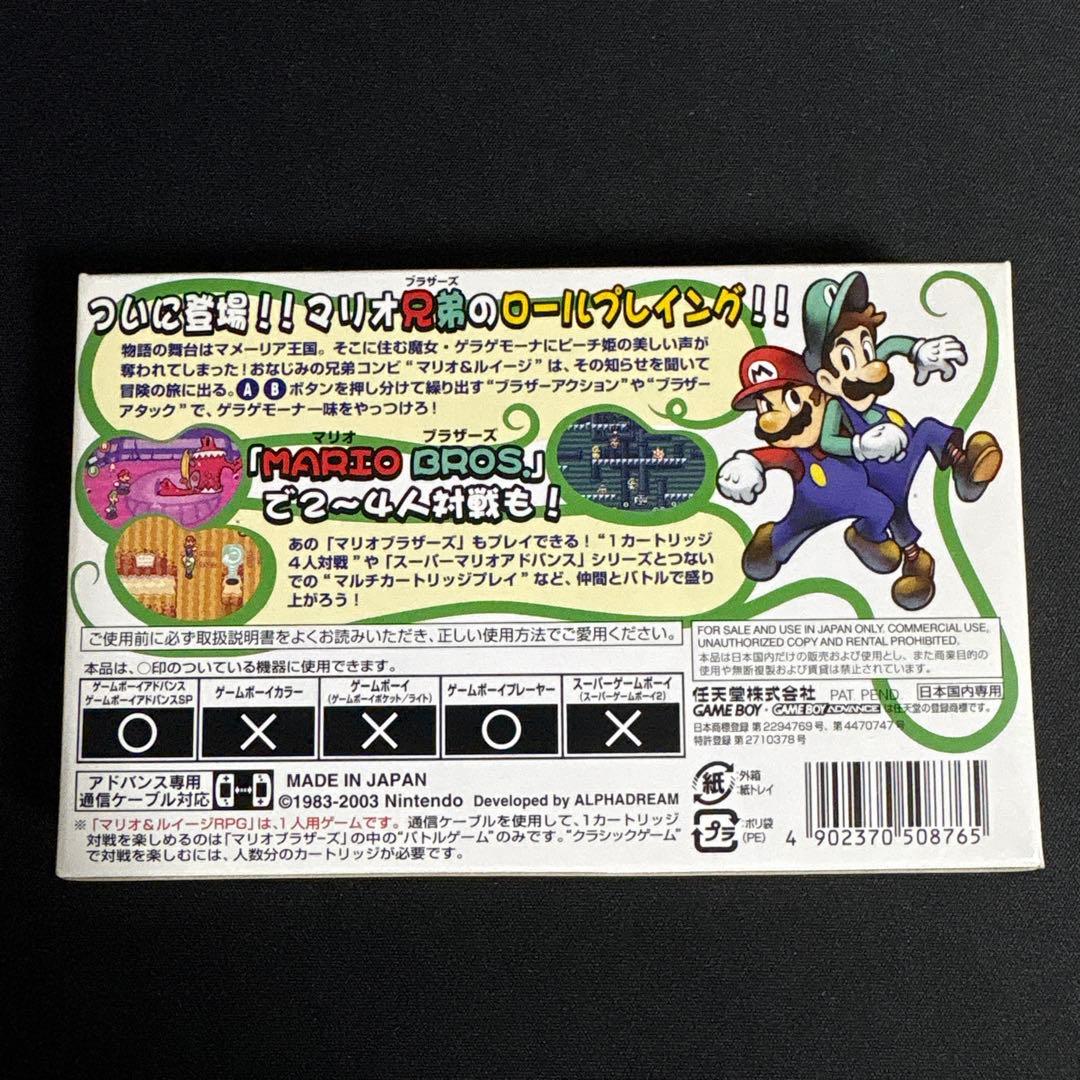 ブラザーズ
ついに登場!!マリオ兄弟のロールプレイング!!
物語の舞台はマメーリア王国。そこに住む魔女・ゲラゲモーナにピーチ姫の美しい声が
奪われてしまった!おなじみの兄弟コンビ“マリオ&ルイージ”は、その知らせを聞いて
冒険の旅に出る。A Bボタンを押し分けて繰り出す“ブラザーアクション”や“ブラザー
アタック”で、ゲラゲモーナ一味をやっつけろ!
マリオ ブラザーズ
「MARIO BROS.」
で2〜4人対戦も!
あの「マリオブラザーズ」もプレイできる!“1カートリッジ
4人対戦”や「スーパーマリオアドバンス」シリーズとつない
での“マルチカートリッジプレイ”など、仲間とバトルで盛り
上がろう!
ご使用前に必ず取扱説明書をよくお読みいただき、正しい使用方法でご愛用ください。
本品は、○印のついている機器に使用できます。
ゲームボーイアドバンス
ゲームボーイアドバンスSP
○
ゲームボーイカラー
×
ゲームボーイ
(ゲームボーイポケット/ライト)
×
ゲームボーイプレーヤー
○
スーパーゲームボーイ
(スーパーゲームボーイ2)
×
FOR SALE AND USE IN JAPAN ONLY. COMMERCIAL USE,
UNAUTHORIZED COPY AND RENTAL PROHIBITED.
本品は日本国内だけの販売および使用とし、また商業目的の
使用や無断複製および賃貸は禁止されています。
任天堂株式会社 PAT. PEND. 日本国内専用
GAME BOY・GAME BOY ADVANCE は任天堂の登録商標です。
日本商標登録 第2294769号、第4470747号
特許登録 第2710378号
アドバンス専用
通信ケーブル対応
MADE IN JAPAN
©1983-2003 Nintendo Developed by ALPHADREAM
※「マリオ&ルイージRPG」は、1人用ゲームです。通信ケーブルを使用して、1カートリッジ
対戦を楽しめるのは「マリオブラザーズ」の中の“バトルゲーム”のみです。“クラシックゲーム”
で対戦を楽しむには、人数分のカートリッジが必要です。
紙 :外箱
:紙トレイ
プラ :ポリ袋
(PE)
4 902370 508765
M